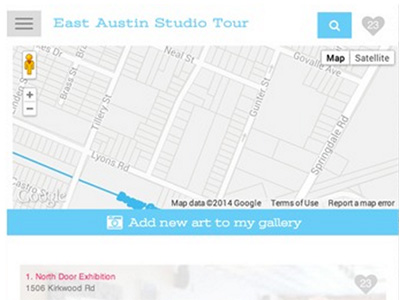 East Austin Studio Tour
23
Neal St
Govalle Ave
Map
Satellite
Brass St
Tillery St
Gunter St
Springdale Rd
Lyons Rd
Castro St
Google
Map data ©2014 Google
Terms of Use
Report a map error
Add new art to my gallery
1. North Door Exhibition
1506 Kirkwood Rd
23